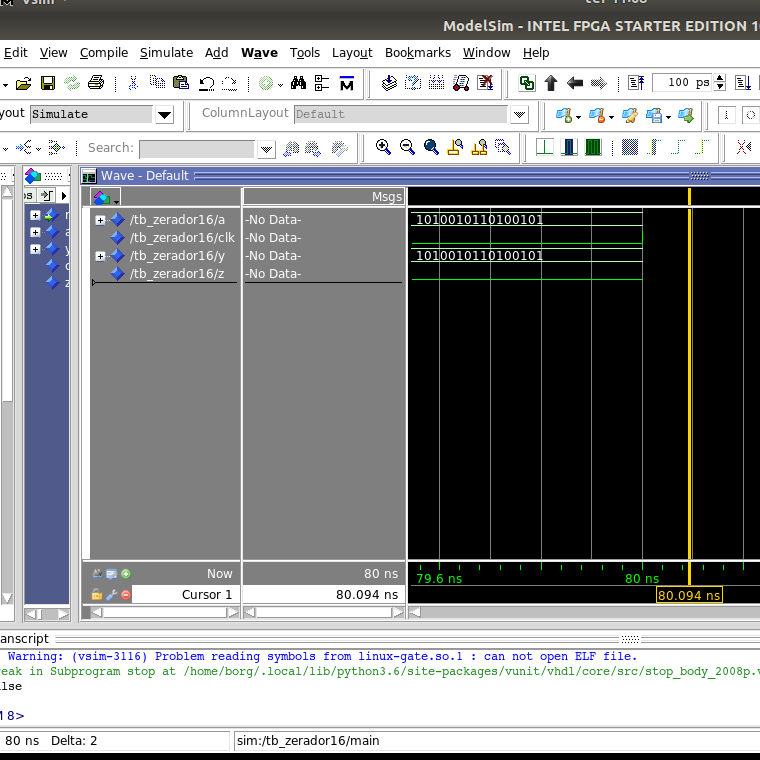 ModelSim - INTEL FPGA STARTER EDITION 10
Edit View Compile Simulate Add Wave Tools Layout Bookmarks Window Help
100 ps
yout Simulate ColumnLayout Default
Search:
Wave - Default
Msgs
/tb_zerador16/a -No Data- 1010010110100101
/tb_zerador16/clk -No Data-
/tb_zerador16/y -No Data- 1010010110100101
/tb_zerador16/z -No Data-
Now 80 ns 79.6 ns 80 ns
Cursor 1 80.094 ns 80.094 ns
anscript
Warning: (vsim-3116) Problem reading symbols from linux-gate.so.1 : can not open ELF file.
eak in Subprogram stop at /home/borg/.local/lib/python3.6/site-packages/vunit/vhdl/core/src/stop_body_2008p.v
lse
M 8>
80 ns Delta: 2 sim:/tb_zerador16/main